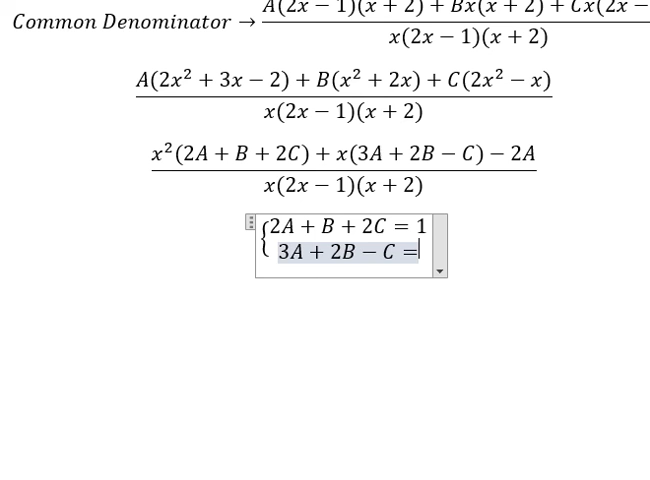 Common Denominator → A(2x − 1)(x + 2) + Bx(x + 2) + Cx(2x −
x(2x − 1)(x + 2)
A(2x² + 3x − 2) + B(x² + 2x) + C(2x² − x)
x(2x − 1)(x + 2)
x²(2A + B + 2C) + x(3A + 2B − C) − 2A
x(2x − 1)(x + 2)
{2A + B + 2C = 1
3A + 2B − C =